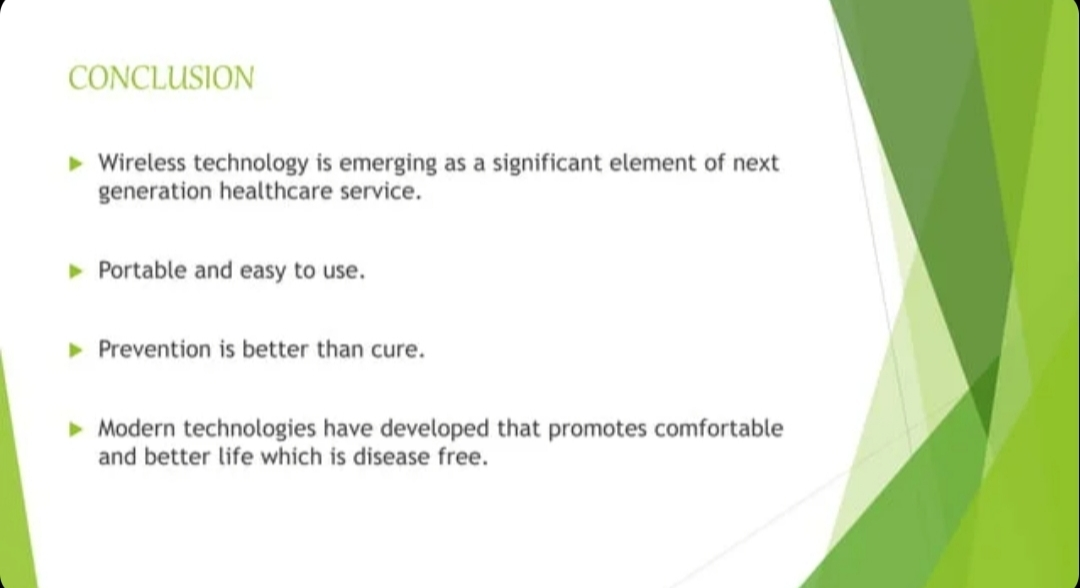 CONCLUSION
Wireless technology is emerging as a significant element of next
generation healthcare service.
Portable and easy to use.
Prevention is better than cure.
Modern technologies have developed that promotes comfortable
and better life which is disease free.